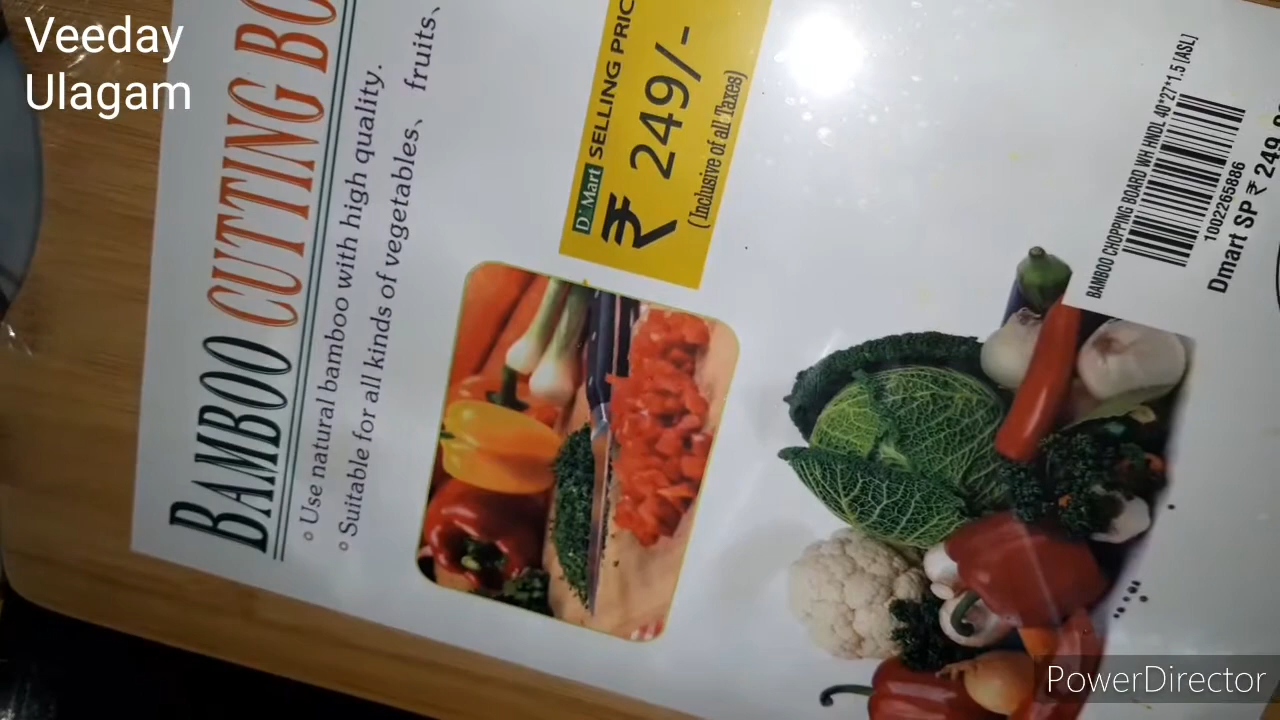 Veeday
Ulagam
BAMBOO CUTTING BO
Use natural bamboo with high quality.
Suitable for all kinds of vegetables、 fruits、
D'Mart SELLING PRIC
₹ 249/-
(Inclusive of all Taxes)
BAMBOO CHOPPING BOARD WH HNDL 40*27*1.5 (ASL)
1002265886
Dmart SP ₹ 249.0
PowerDirector